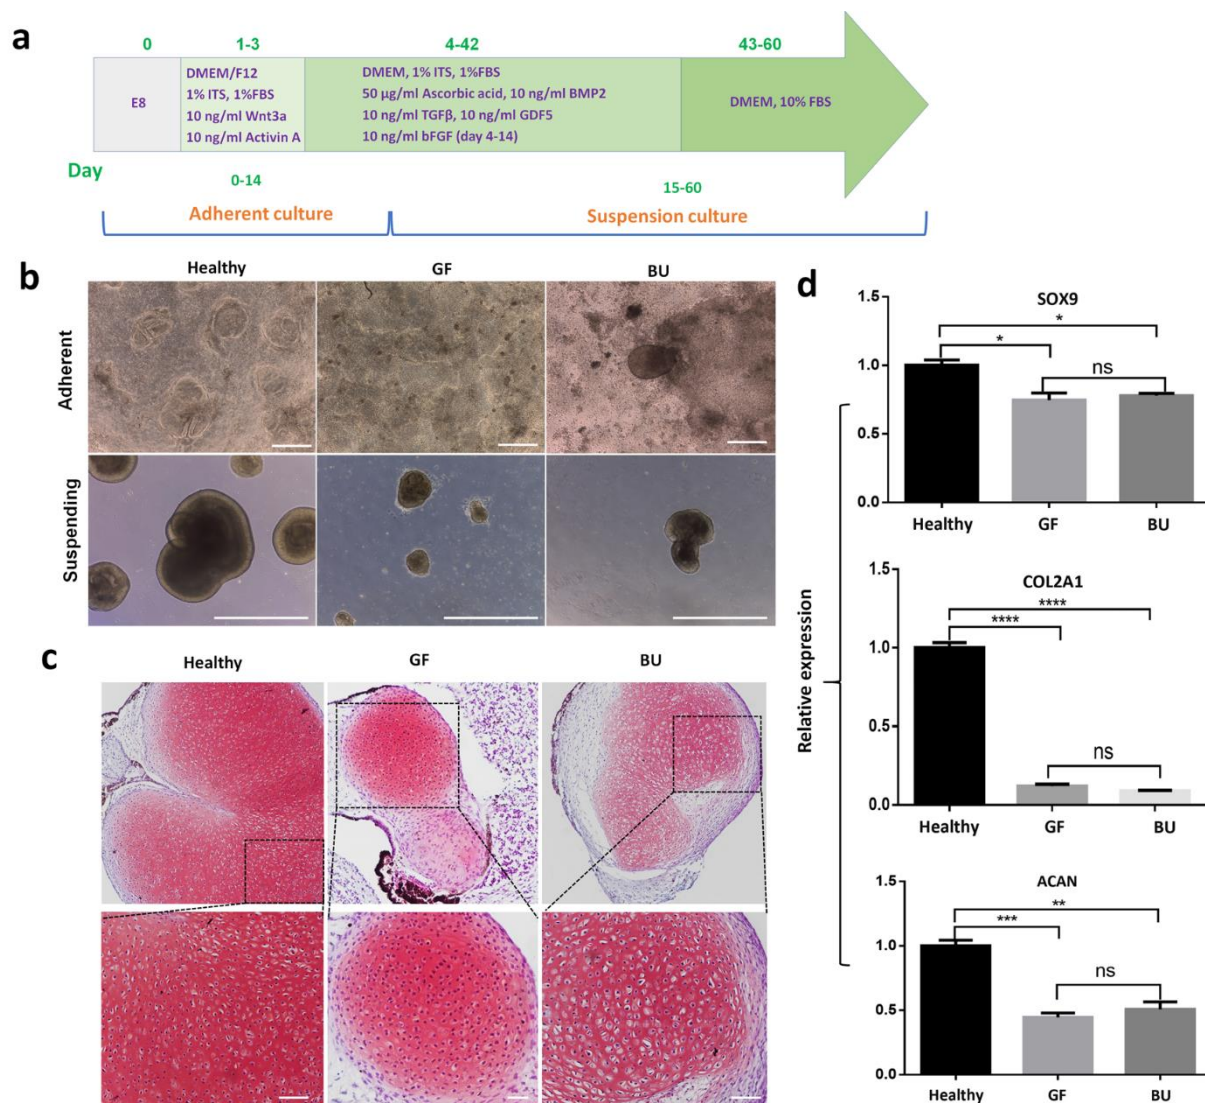 a
0
1-3
4-42
43-60
E8
DMEM/F12
1% ITS, 1%FBS
10 ng/ml Wnt3a
10 ng/ml Activin A
DMEM, 1% ITS, 1%FBS
50 µg/ml Ascorbic acid, 10 ng/ml BMP2
10 ng/ml TGFβ, 10 ng/ml GDF5
10 ng/ml bFGF (day 4-14)
DMEM, 10% FBS
Day
0-14
15-60
Adherent culture
Suspension culture
b
Healthy
GF
BU
Adherent
Suspending
c
Healthy
GF
BU
d
Relative expression
SOX9
1.5
1.0
0.5
0.0
*
*
ns
Healthy
GF
BU
COL2A1
1.5
1.0
0.5
0.0
****
****
ns
Healthy
GF
BU
ACAN
1.5
1.0
0.5
0.0
**
***
ns
Healthy
GF
BU